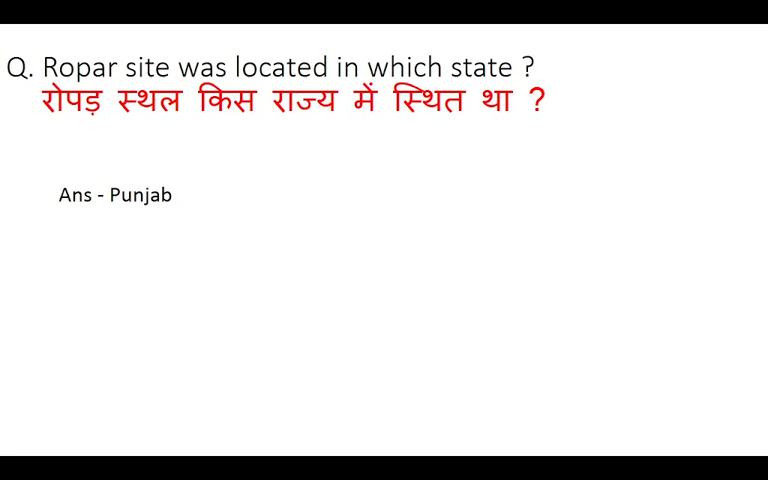 Q. Ropar site was located in which state ?
रोपड़ स्थल किस राज्य में स्थित था ?
Ans - Punjab